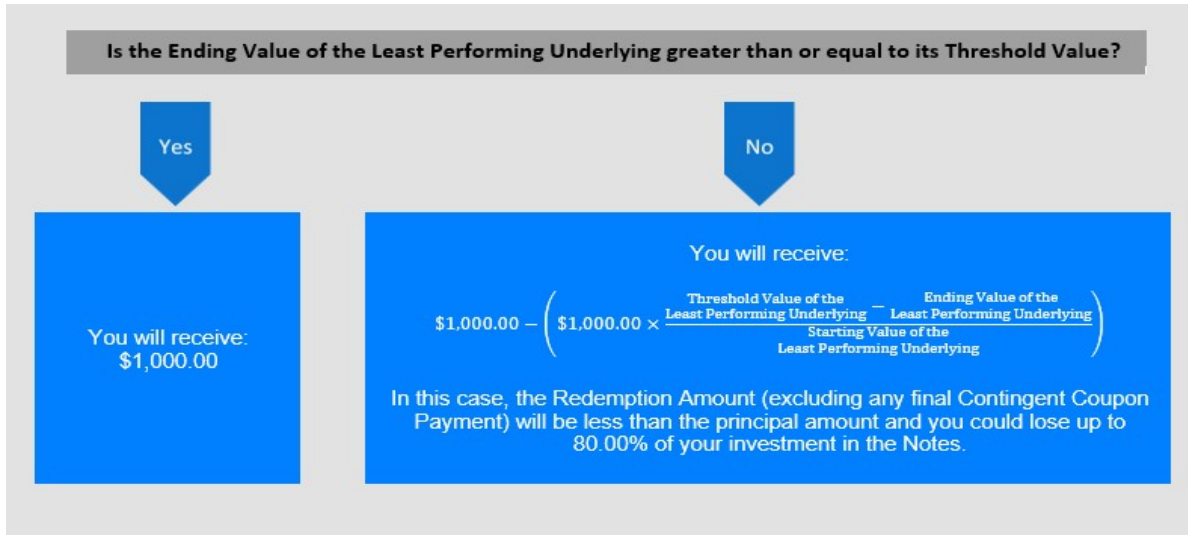 Is the Ending Value of the Least Performing Underlying greater than or equal to its Threshold Value?
Yes
No
You will receive:
$1,000.00
You will receive:
$1,000.00 − ( $1,000.00 × (Threshold Value of the Least Performing Underlying − Ending Value of the Least Performing Underlying) / Starting Value of the Least Performing Underlying )
In this case, the Redemption Amount (excluding any final Contingent Coupon
Payment) will be less than the principal amount and you could lose up to
80.00% of your investment in the Notes.